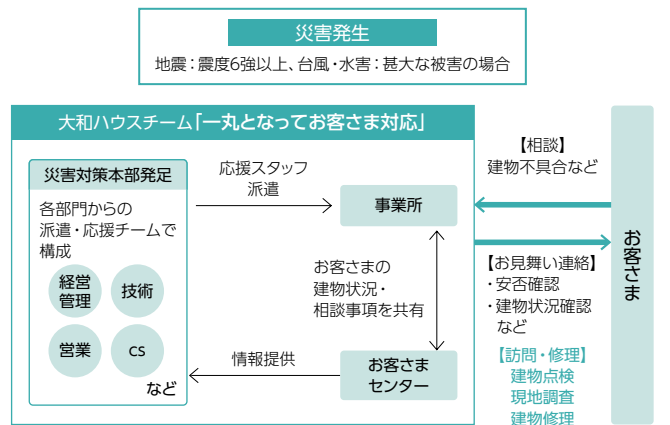 災害発生
地震：震度6強以上、台風・水害：甚大な被害の場合
大和ハウスチーム「一丸となってお客さま対応」
災害対策本部発足
各部門からの
派遣・応援チームで
構成
経営
管理
技術
営業
CS
など
応援スタッフ
派遣
事業所
お客さまの
建物状況・
相談事項を共有
情報提供
お客さま
センター
【相談】
建物不具合など
【お見舞い連絡】
・安否確認
・建物状況確認
など
【訪問・修理】
建物点検
現地調査
建物修理
お客さま